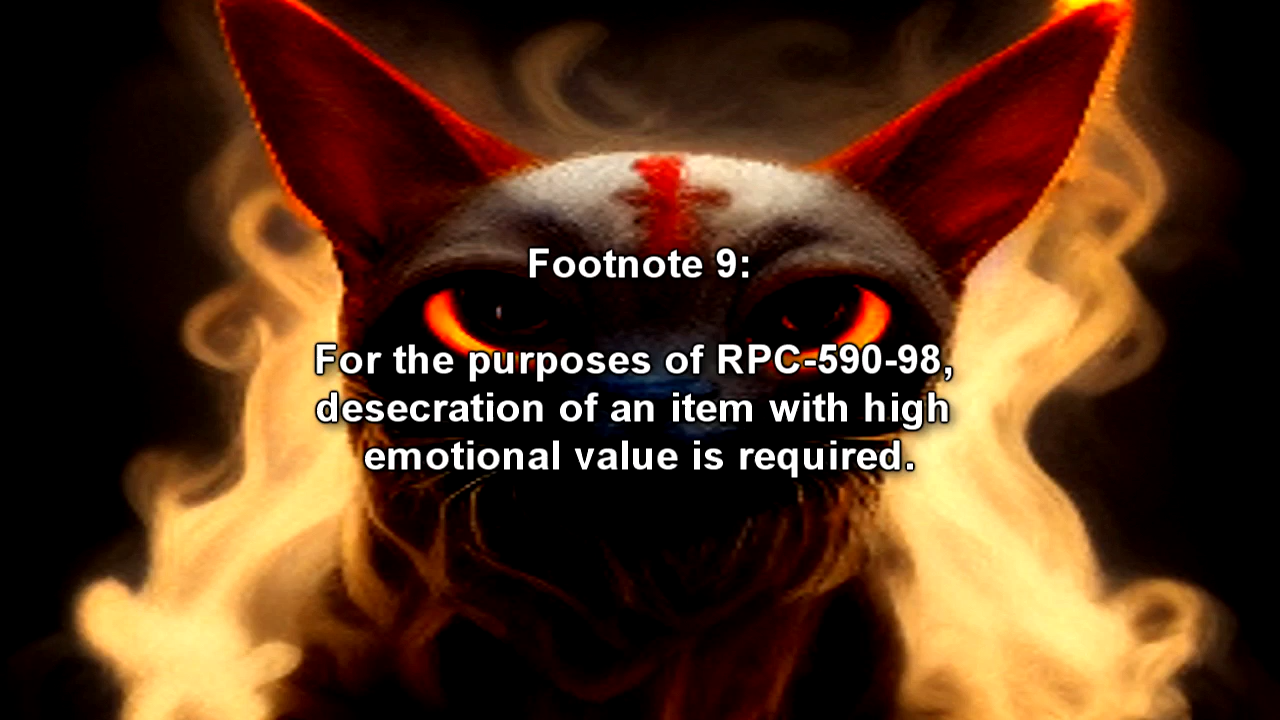 Footnote 9:
For the purposes of RPC-590-98,
desecration of an item with high
emotional value is required.